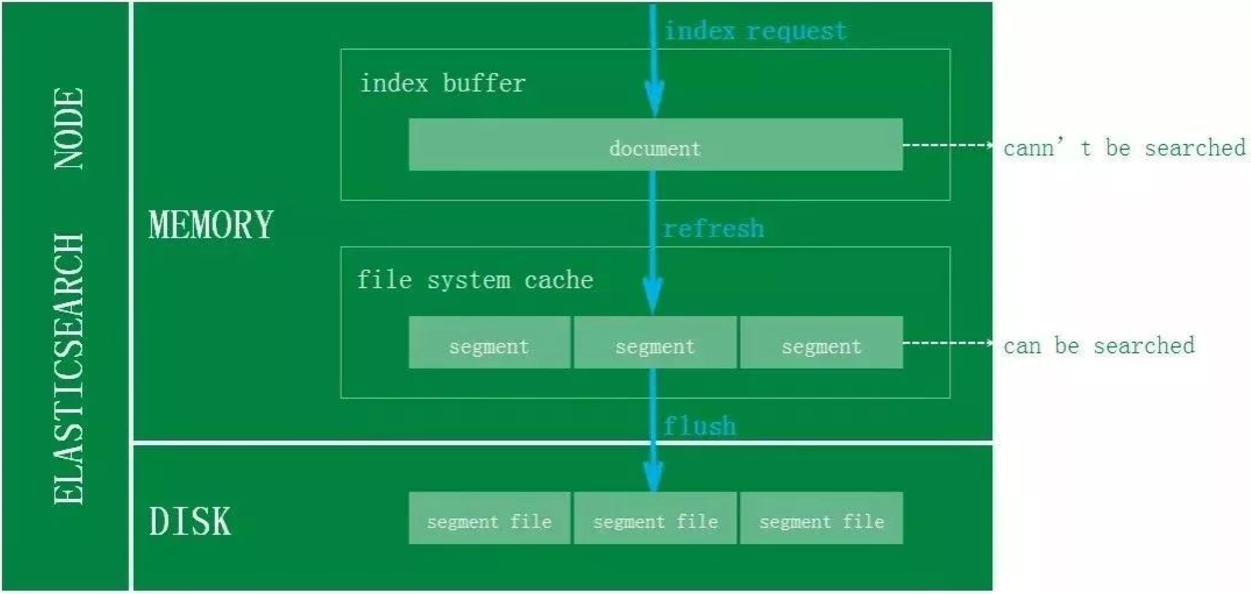 ELASTICSEARCH NODE
index request
index buffer
document
cann’t be searched
MEMORY
refresh
file system cache
segment segment segment
can be searched
flush
DISK
segment file segment file segment file